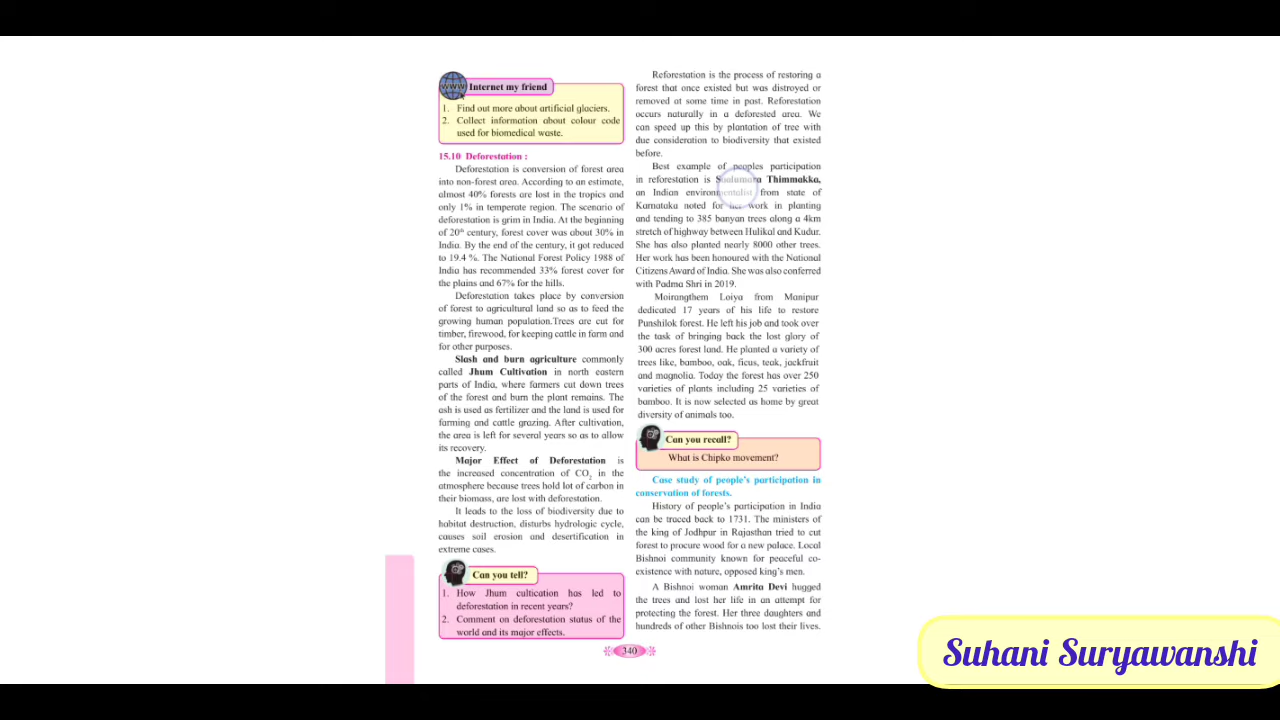 Internet my friend
1. Find out more about artificial glaciers.
2. Collect information about colour code
used for biomedical waste.
15.10 Deforestation :
Deforestation is conversion of forest area
into non-forest area. According to an estimate,
almost 40% forests are lost in the tropics and
only 1% in temperate region. The scenario of
deforestation is grim in India. At the beginning
of 20th century, forest cover was about 30% in
India. By the end of the century, it got reduced
to 19.4 %. The National Forest Policy 1988 of
India has recommended 33% forest cover for
the plains and 67% for the hills.
Deforestation takes place by conversion
of forest to agricultural land so as to feed the
growing human population.Trees are cut for
timber, firewood, for keeping cattle in farm and
for other purposes.
Slash and burn agriculture commonly
called Jhum Cultivation in north eastern
parts of India, where farmers cut down trees
of the forest and burn the plant remains. The
ash is used as fertilizer and the land is used for
farming and cattle grazing. After cultivation,
the area is left for several years so as to allow
its recovery.
Major Effect of Deforestation is
the increased concentration of CO2 in the
atmosphere because trees hold lot of carbon in
their biomass, are lost with deforestation.
It leads to the loss of biodiversity due to
habitat destruction, disturbs hydrologic cycle,
causes soil erosion and desertification in
extreme cases.
Can you tell?
1. How Jhum cultication has led to
deforestation in recent years?
2. Comment on deforestation status of the
world and its major effects.
Reforestation is the process of restoring a
forest that once existed but was distroyed or
removed at some time in past. Reforestation
occurs naturally in a deforested area. We
can speed up this by plantation of tree with
due consideration to biodiversity that existed
before.
Best example of peoples participation
in reforestation is Saalumara Thimmakka,
an Indian environmentalist from state of
Karnataka noted for her work in planting
and tending to 385 banyan trees along a 4km
stretch of highway between Hulikal and Kudur.
She has also planted nearly 8000 other trees.
Her work has been honoured with the National
Citizens Award of India. She was also conferred
with Padma Shri in 2019.
Moirangthem Loiya from Manipar
dedicated 17 years of his life to restore
Punshilok forest. He left his job and took over
the task of bringing back the lost glory of
300 acres forest land. He planted a variety of
trees like, bamboo, oak, ficus, teak, jackfruit
and magnolia. Today the forest has over 250
varieties of plants including 25 varieties of
bamboo. It is now selected as home by great
diversity of animals too.
Can you recall?
What is Chipko movement?
Case study of people's participation in
conservation of forests.
History of people's participation in India
can be traced back to 1731. The ministers of
the king of Jodhpur in Rajasthan tried to cut
forest to procure wood for a new palace. Local
Bishnoi community known for peaceful co-
existence with nature, opposed king's men.
A Bishnoi woman Amrita Devi hugged
the trees and lost her life in an attempt for
protecting the forest. Her three daughters and
hundreds of other Bishnois too lost their lives.
340
Suhani Suryawanshi